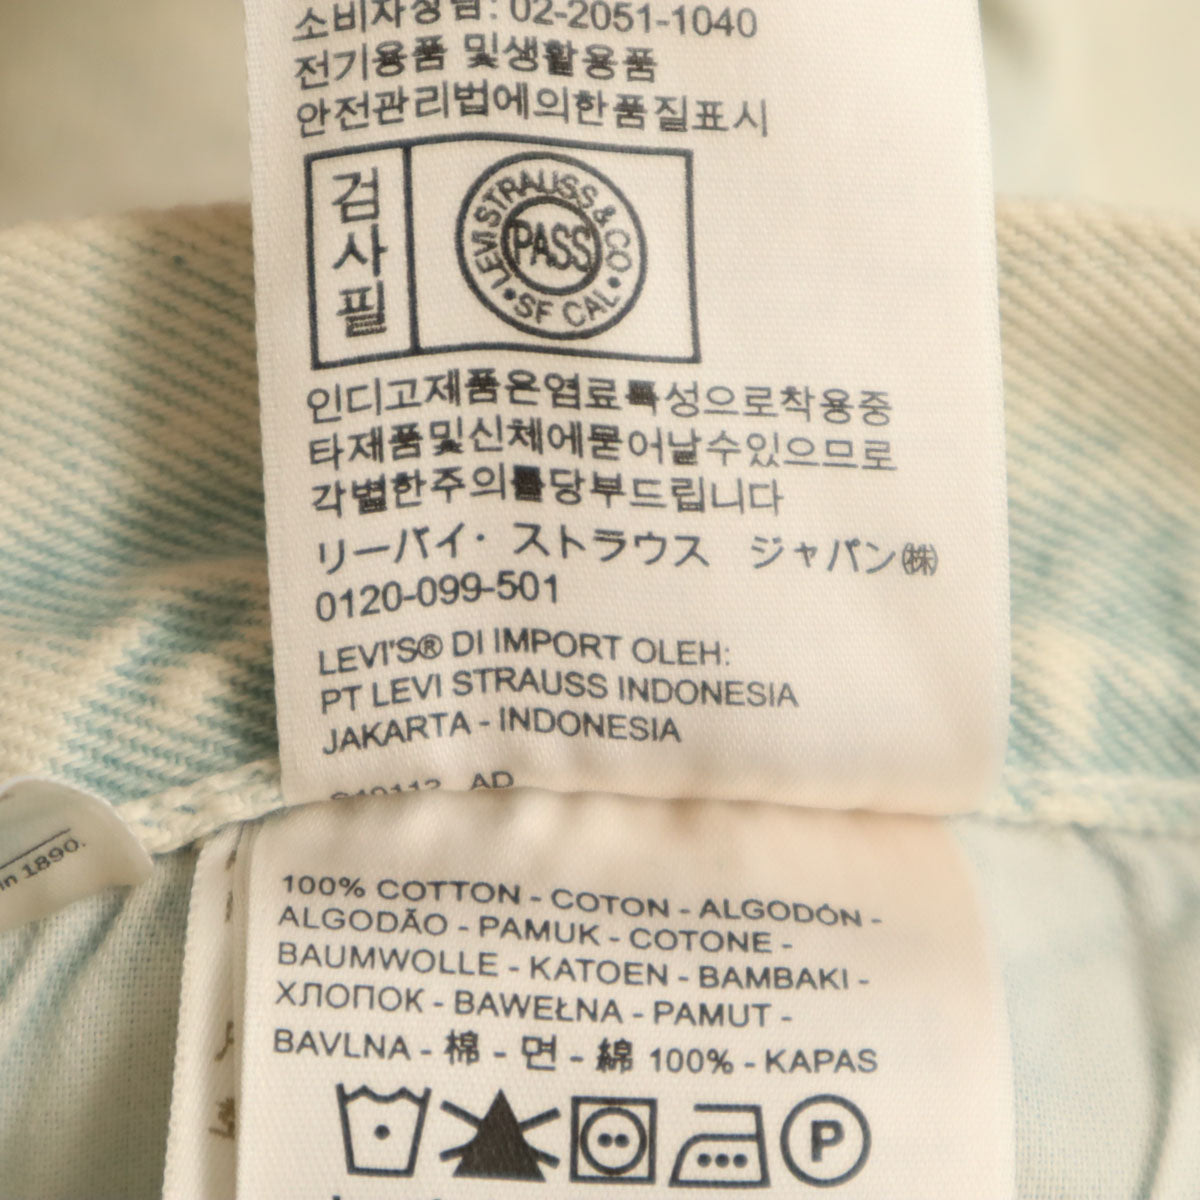 소비자상담: 02-2051-1040
전기용품 및생활용품
안전관리법에의한품질표시
검사필
LEVI STRAUSS & CO
PASS
SF CAL
인디고제품은염료특성으로착용중
타제품및신체에묻어날수있으므로
각별한주의를당부드립니다
リーバイ・ストラウス ジャパン㈱
0120-099-501
LEVI'S® DI IMPORT OLEH:
PT LEVI STRAUSS INDONESIA
JAKARTA - INDONESIA
AD
in 1890.
100% COTTON - COTON - ALGODÓN -
ALGODÃO - PAMUK - COTONE -
BAUMWOLLE - KATOEN - BAMBAKI -
ХЛОПОК - BAWEŁNA - PAMUT -
BAVLNA - 棉 - 면 - 綿 100% - KAPAS
P